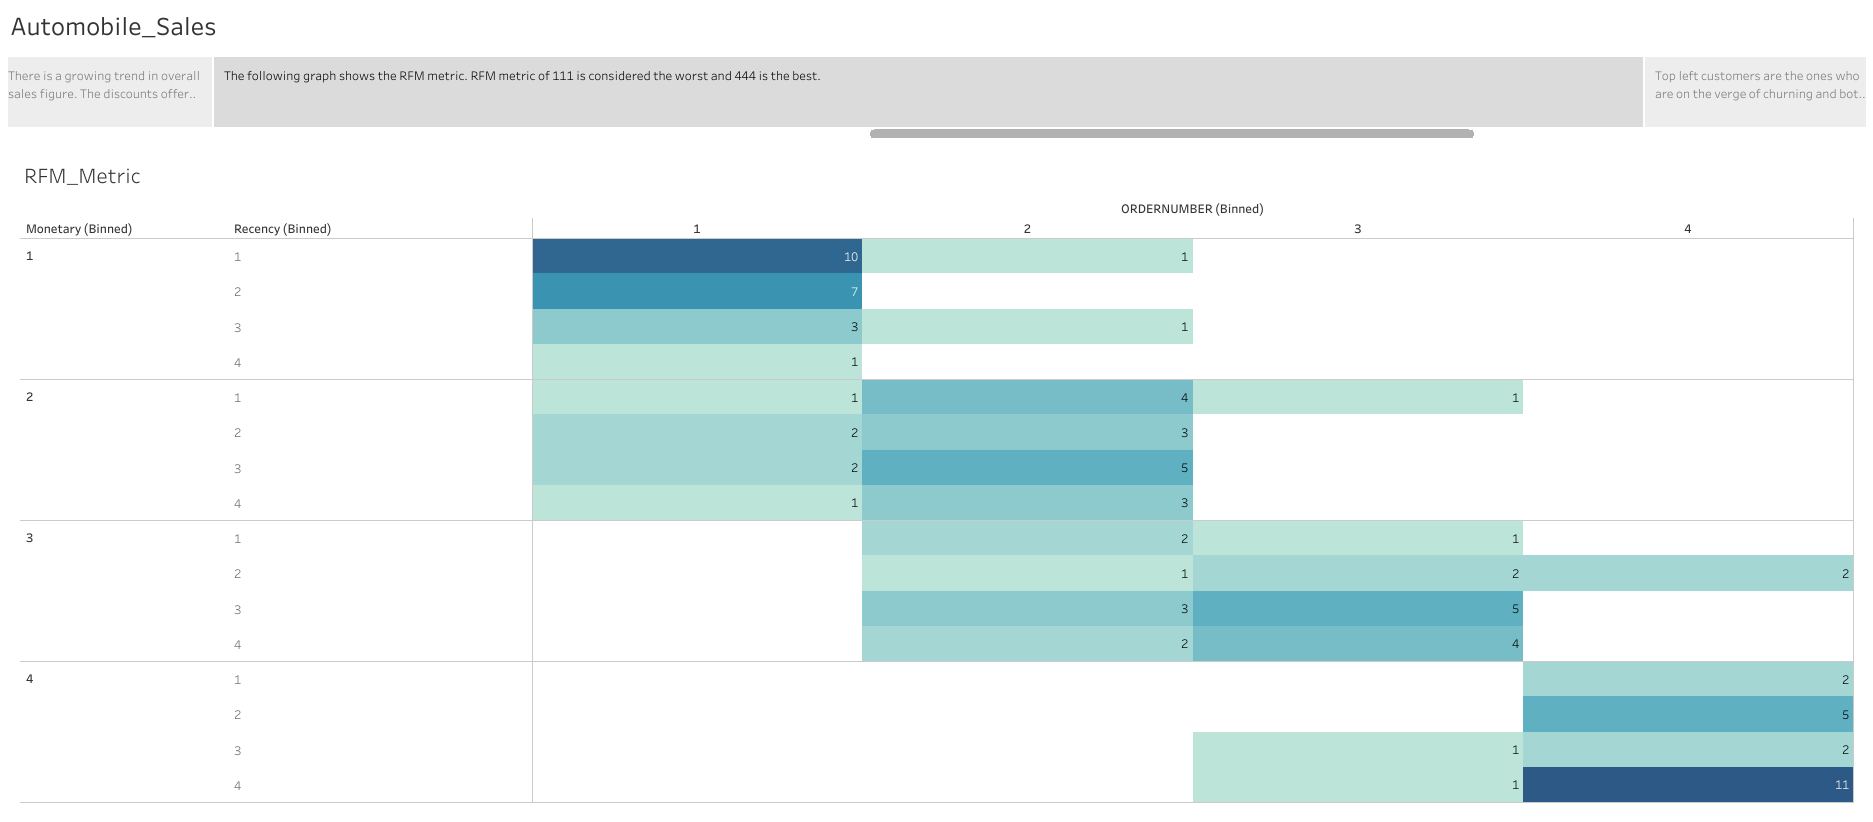 Automobile_Sales
There is a growing trend in overall
sales figure. The discounts offer..
The following graph shows the RFM metric. RFM metric of 111 is considered the worst and 444 is the best.
Top left customers are the ones who
are on the verge of churning and bot..
RFM_Metric
ORDERNUMBER (Binned)
Monetary (Binned) Recency (Binned) 1 2 3 4
1 1 10 1
2 7
3 3 1
4 1
2 1 1 4 1
2 2 3
3 2 5
4 1 3
3 1 2 1
2 1 2 2
3 3 5
4 2 4
4 1 2
2 5
3 1 2
4 1 11